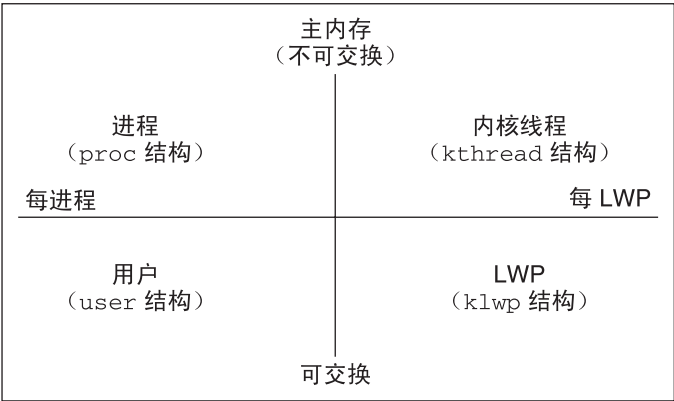 主内存
（不可交换）
进程
（proc 结构）
内核线程
（kthread 结构）
每进程
每 LWP
用户
（user 结构）
LWP
（klwp 结构）
可交换